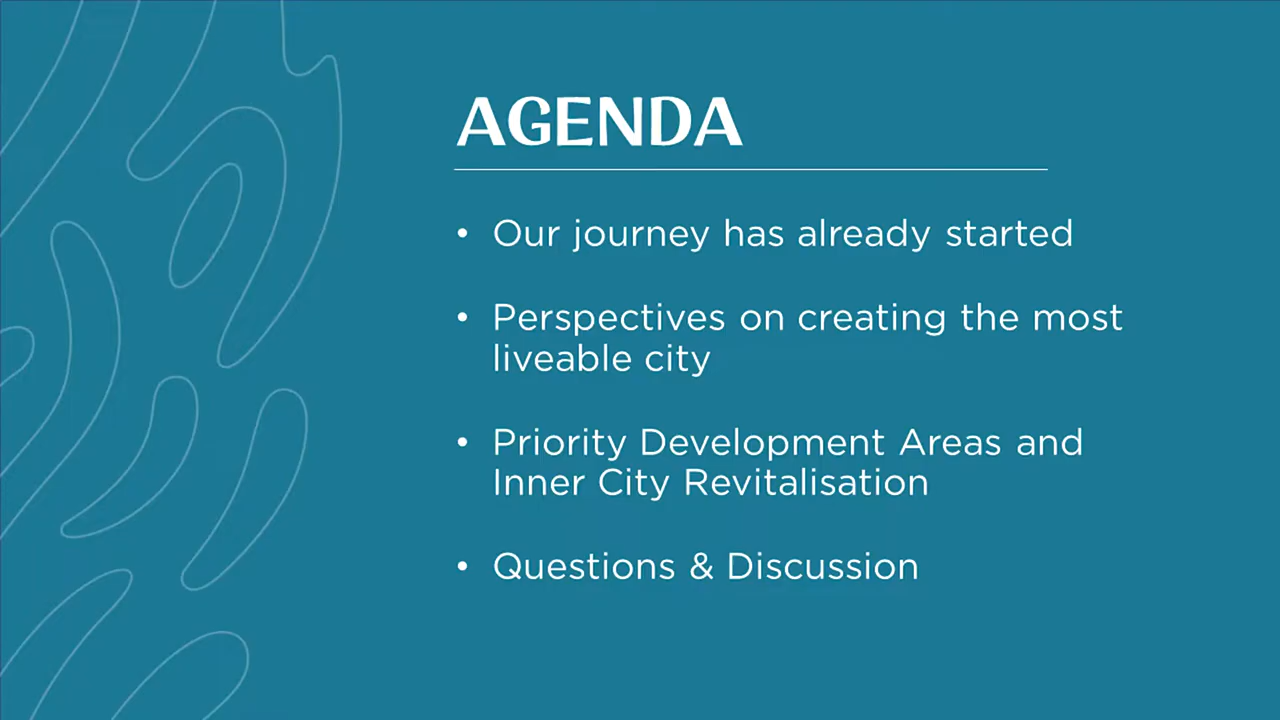 AGENDA
• Our journey has already started
• Perspectives on creating the most
liveable city
• Priority Development Areas and
Inner City Revitalisation
• Questions & Discussion